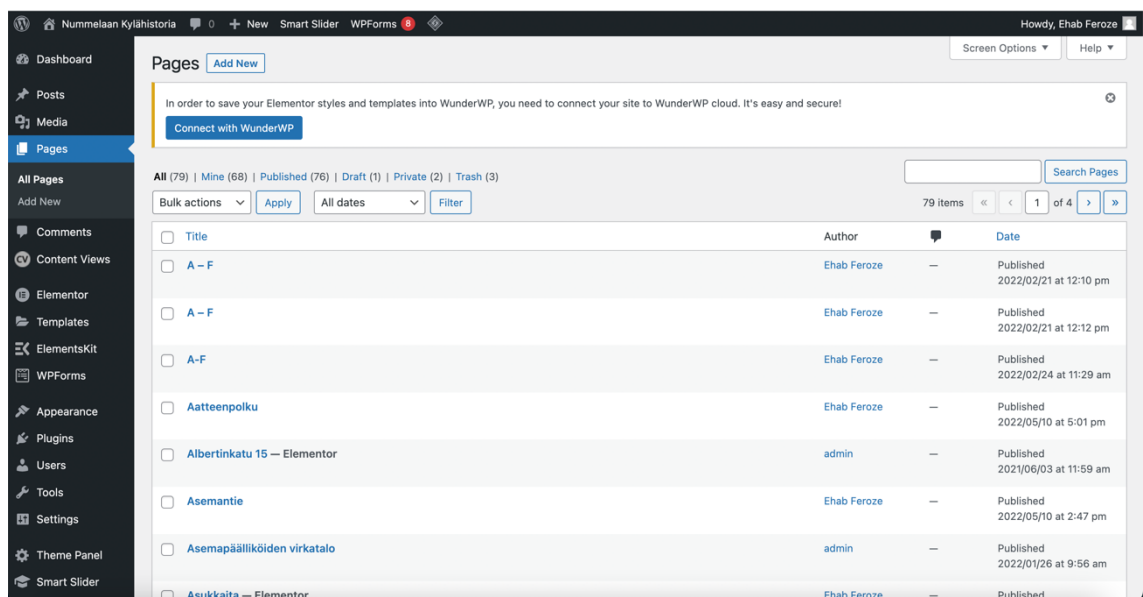 Nummelaan Kylähistoria 0 + New Smart Slider WPForms 8 Howdy, Ehab Feroze
Screen Options ▼ Help ▼
Dashboard
Posts
Media
Pages
All Pages
Add New
Comments
Content Views
Elementor
Templates
ElementsKit
WPForms
Appearance
Plugins
Users
Tools
Settings
Theme Panel
Smart Slider
Pages Add New
In order to save your Elementor styles and templates into WunderWP, you need to connect your site to WunderWP cloud. It's easy and secure!
Connect with WunderWP
All (79) | Mine (68) | Published (76) | Draft (1) | Private (2) | Trash (3)
Search Pages
Bulk actions Apply All dates Filter 79 items « ‹ 1 of 4 › »
Title Author Date
A – F Ehab Feroze — Published
2022/02/21 at 12:10 pm
A – F Ehab Feroze — Published
2022/02/21 at 12:12 pm
A-F Ehab Feroze — Published
2022/02/24 at 11:29 am
Aatteenpolku Ehab Feroze — Published
2022/05/10 at 5:01 pm
Albertinkatu 15 — Elementor admin — Published
2021/06/03 at 11:59 am
Asemantie Ehab Feroze — Published
2022/05/10 at 2:47 pm
Asemapäälliköiden virkatalo admin — Published
2022/01/26 at 9:56 am
Asukkaita — Elementor Ehab Feroze — Published